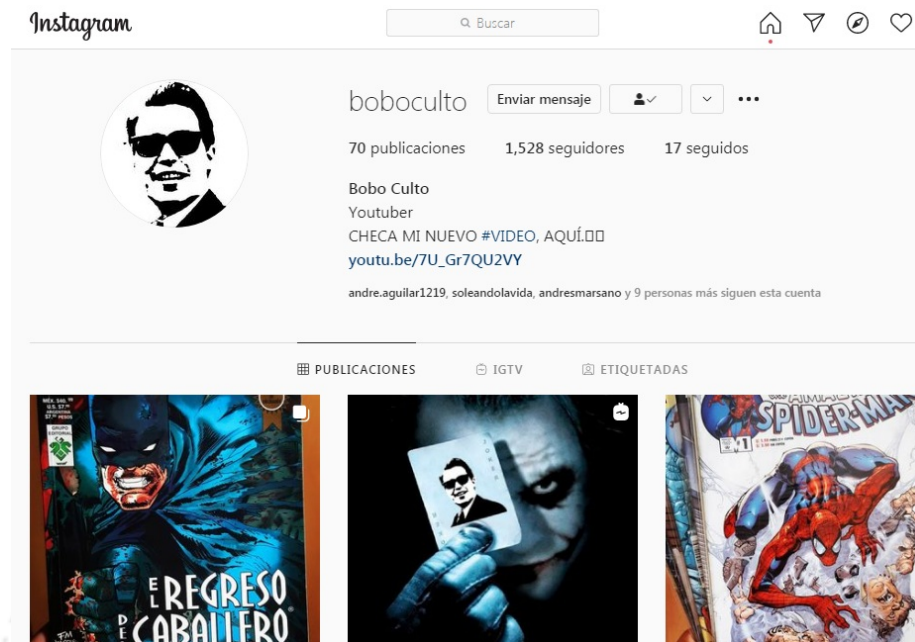 Instagram
Buscar
boboculto
Enviar mensaje
70 publicaciones 1,528 seguidores 17 seguidos
Bobo Culto
Youtuber
CHECA MI NUEVO #VIDEO, AQUÍ.
youtu.be/7U_Gr7QU2VY
andre.aguilar1219, soleandolavida, andresmarsano y 9 personas más siguen esta cuenta
PUBLICACIONES IGTV ETIQUETADAS
EL REGRESO
DE CABALLERO
SPIDER-MAN
#1